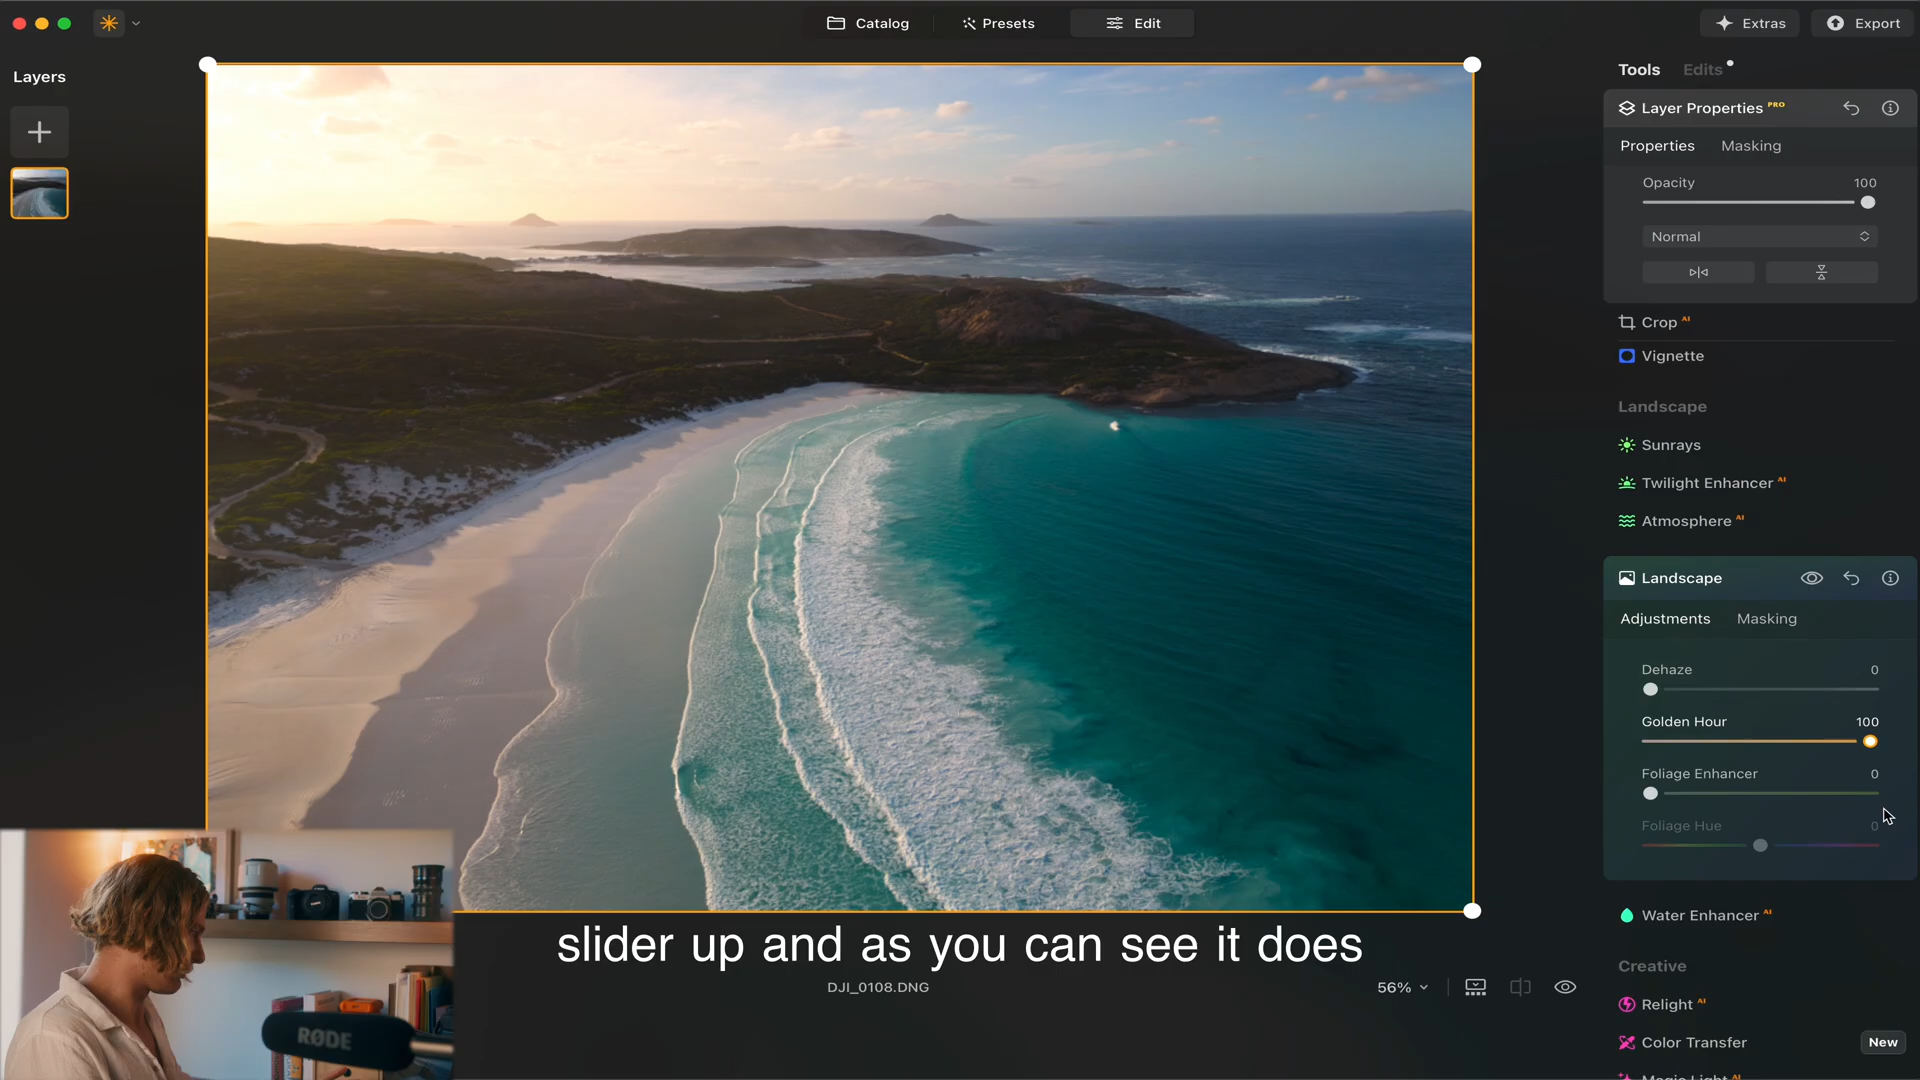 Catalog
Presets
Edit
Extras
Export
Layers
Tools
Edits
Layer Properties PRO
Properties
Masking
Opacity
100
Normal
Crop AI
Vignette
Landscape
Sunrays
Twilight Enhancer AI
Atmosphere AI
Landscape
Adjustments
Masking
Dehaze
0
Golden Hour
100
Foliage Enhancer
0
Foliage Hue
0
Water Enhancer AI
slider up and as you can see it does
Creative
DJI_0108.DNG
56%
Relight AI
Color Transfer
New
Magic Light AI
RØDE